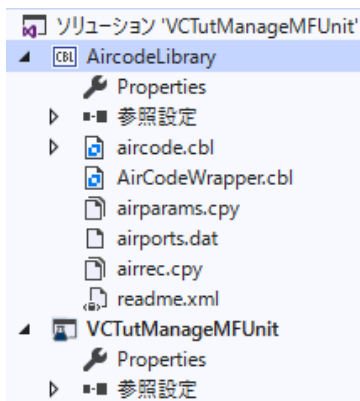 ソリューション 'VCTutManageMFUnit'
CBL AircodeLibrary
Properties
参照設定
aircode.cbl
AirCodeWrapper.cbl
airparams.cpy
airports.dat
airrec.cpy
readme.xml
VCTutManageMFUnit
Properties
参照設定